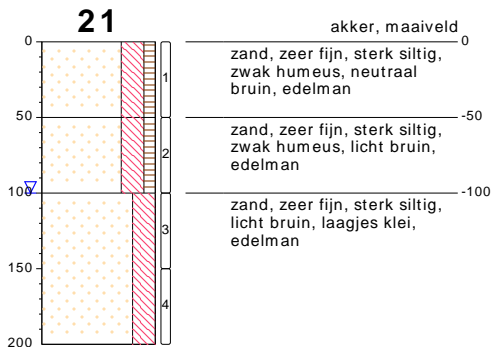 21
akker, maaiveld
0
0
zand, zeer fijn, sterk siltig,
zwak humeus, neutraal
bruin, edelman
1
50
-50
zand, zeer fijn, sterk siltig,
zwak humeus, licht bruin,
edelman
2
100
-100
zand, zeer fijn, sterk siltig,
licht bruin, laagjes klei,
edelman
3
150
4
200